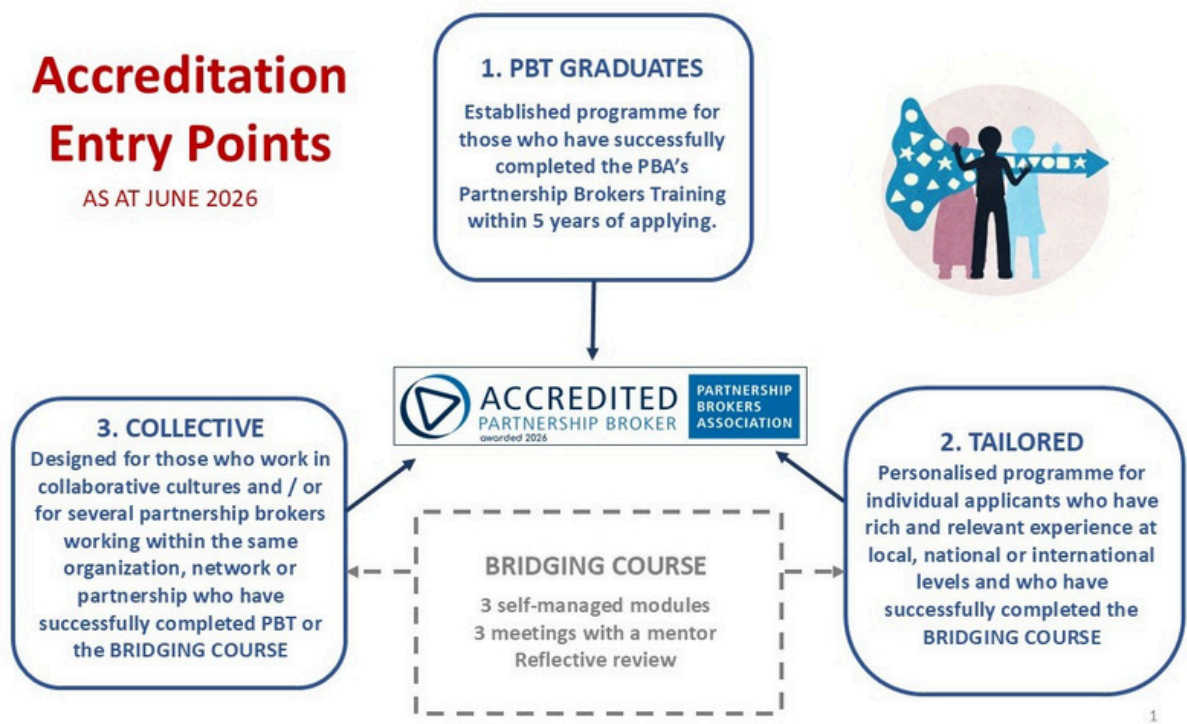 Accreditation
Entry Points
AS AT JUNE 2026
1. PBT GRADUATES
Established programme for
those who have successfully
completed the PBA's
Partnership Brokers Training
within 5 years of applying.
ACCREDITED
PARTNERSHIP BROKER
awarded 2026
PARTNERSHIP
BROKERS
ASSOCIATION
3. COLLECTIVE
Designed for those who work in
collaborative cultures and / or
for several partnership brokers
working within the same
organization, network or
partnership who have
successfully completed PBT or
the BRIDGING COURSE
BRIDGING COURSE
3 self-managed modules
3 meetings with a mentor
Reflective review
2. TAILORED
Personalised programme for
individual applicants who have
rich and relevant experience at
local, national or international
levels and who have
successfully completed the
BRIDGING COURSE
1